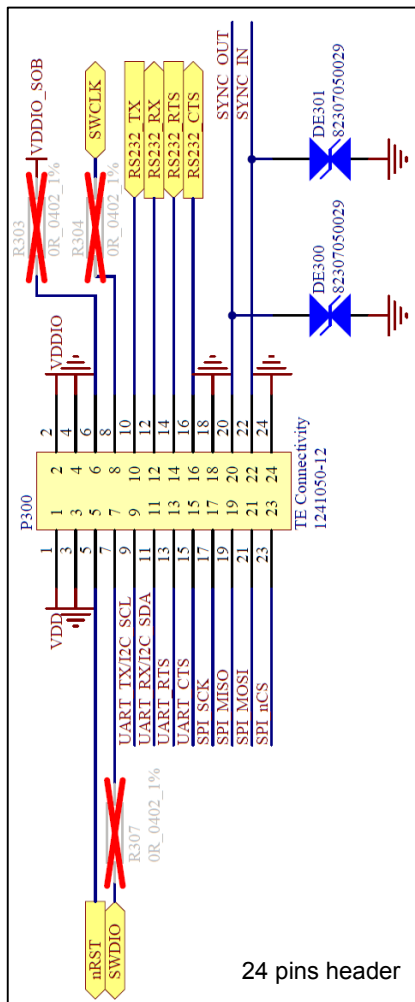 VDDIO_SOB
SWCLK
RS232_TX
RS232_RX
RS232_RTS
RS232_CTS
SYNC_OUT
SYNC_IN
R303
0R_0402_1%
R304
0R_0402_1%
DE301
82307050029
DE300
82307050029
VDDIO
2
4
6
8
10
12
14
16
18
20
22
24
P300
2 4 6 8 10 12 14 16 18 20 22 24
1 3 5 7 9 11 13 15 17 19 21 23
TE Connectivity
1241050-12
1
3
5
7
9
11
13
15
17
19
21
23
VDD
UART_TX/I2C_SCL
UART_RX/I2C_SDA
UART_RTS
UART_CTS
SPI_SCK
SPI_MISO
SPI_MOSI
SPI_nCS
R307
0R_0402_1%
nRST
SWDIO
24 pins header